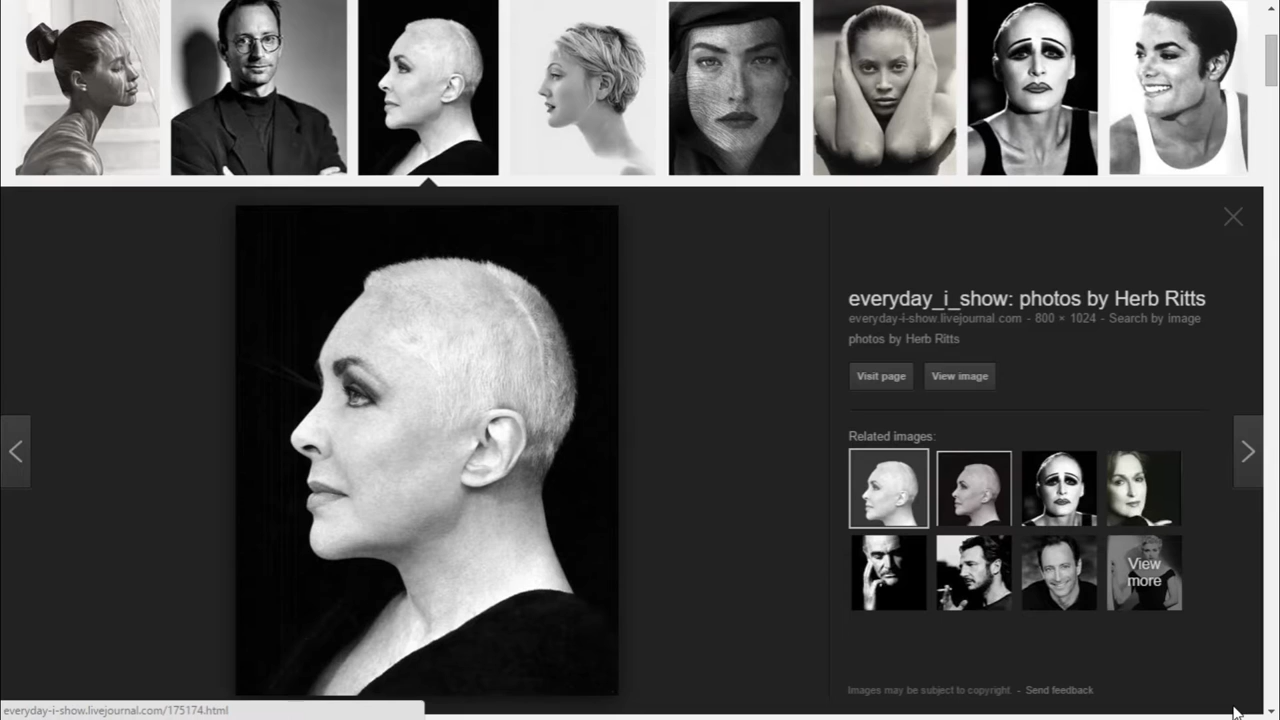 everyday_i_show: photos by Herb Ritts
everyday-i-show.livejournal.com - 800 × 1024 - Search by image
photos by Herb Ritts
Visit page
View image
Related images:
View
more
Images may be subject to copyright. - Send feedback
everyday-i-show.livejournal.com/175174.html